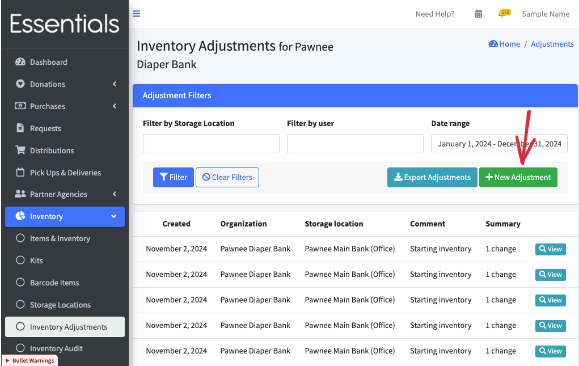 Essentials
Need Help?
Sample Name
Dashboard
Donations
Purchases
Requests
Distributions
Pick Ups & Deliveries
Partner Agencies
Inventory
Items & Inventory
Kits
Barcode Items
Storage Locations
Inventory Adjustments
Inventory Audit
Bullet Warnings
Inventory Adjustments for Pawnee
Diaper Bank
Home / Adjustments
Adjustment Filters
Filter by Storage Location Filter by user Date range
January 1, 2024 - December 31, 2024
Filter Clear Filters Export Adjustments New Adjustment
Created Organization Storage location Comment Summary
November 2, 2024 Pawnee Diaper Bank Pawnee Main Bank (Office) Starting inventory 1 change View
November 2, 2024 Pawnee Diaper Bank Pawnee Main Bank (Office) Starting inventory 1 change View
November 2, 2024 Pawnee Diaper Bank Pawnee Main Bank (Office) Starting inventory 1 change View
November 2, 2024 Pawnee Diaper Bank Pawnee Main Bank (Office) Starting inventory 1 change View
November 2, 2024 Pawnee Diaper Bank Pawnee Main Bank (Office) Starting inventory 1 change View